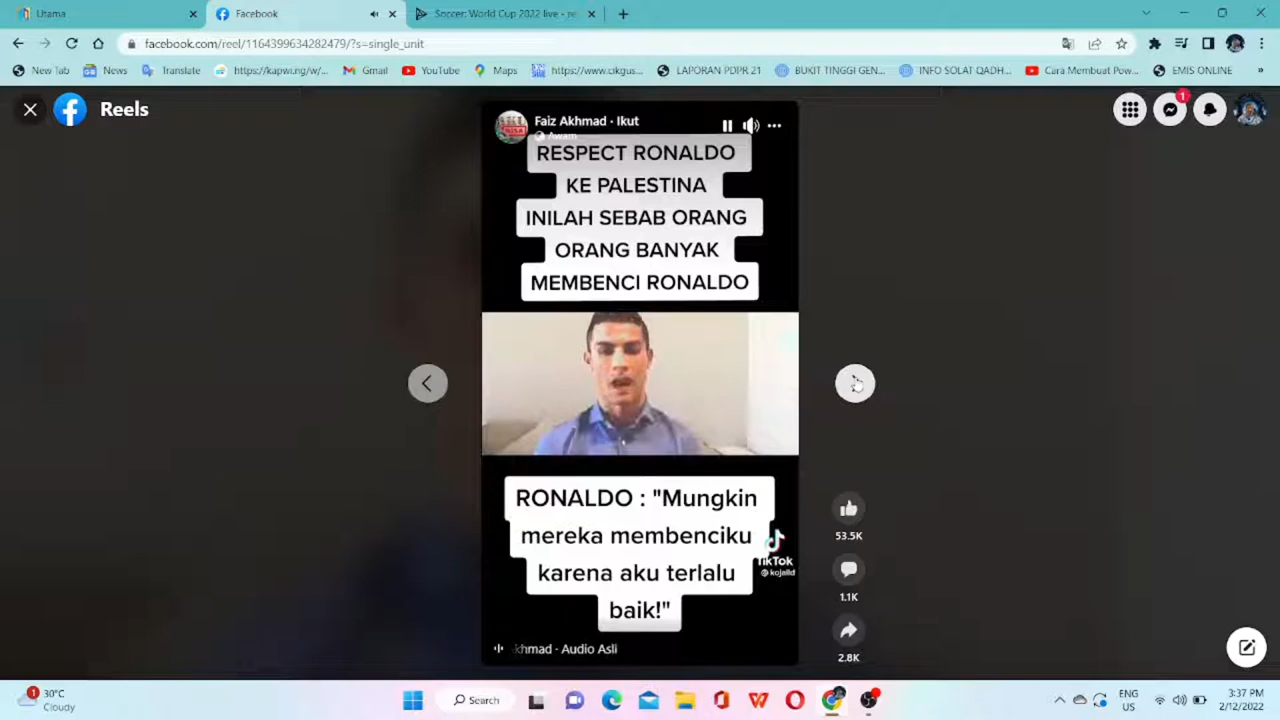 Utama
Facebook
Soccer: World Cup 2022 live - re
facebook.com/reel/1164399634282479/?s=single_unit
New Tab
News
Translate
https://kapwi.ng/w/...
Gmail
YouTube
Maps
https://www.cikgus...
LAPORAN PDPR 21
BUKIT TINGGI GEN...
INFO SOLAT QADH...
Cara Membuat Pow...
EMIS ONLINE
»
Reels
1
Faiz Akhmad · Ikut
Awam
RESPECT RONALDO
KE PALESTINA
INILAH SEBAB ORANG
ORANG BANYAK
MEMBENCI RONALDO
RONALDO : "Mungkin
mereka membenciku
karena aku terlalu
baik!"
TikTok
@kojalld
53.5K
1.1K
2.8K
khmad · Audio Asli
1
30°C
Cloudy
Search
ENG
US
3:37 PM
2/12/2022